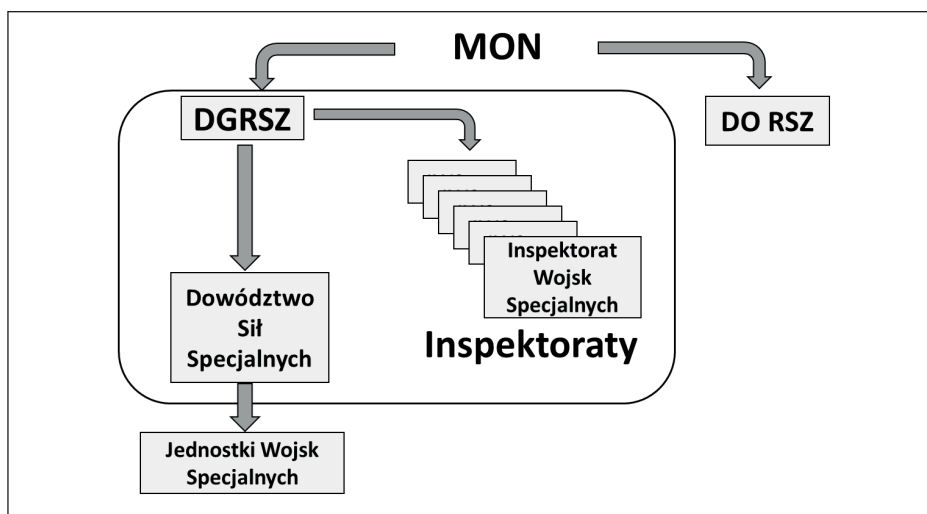 MON
DGRSZ
DO RSZ
Inspektorat
Wojsk
Specjalnych
Inspektoraty
Dowództwo
Sił
Specjalnych
Jednostki Wojsk
Specjalnych